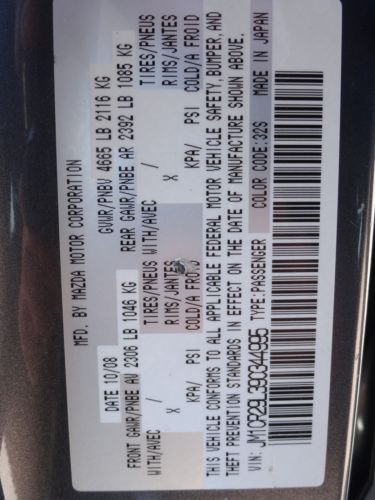 MFD. BY MAZDA MOTOR CORPORATION
DATE 10/08 GVWR/PNBV 4665 LB 2116 KG
FRONT GAWR/PNBE AV 2306 LB 1046 KG REAR GAWR/PNBE AR 2392 LB 1085 KG
WITH/AVEC / TIRES/PNEUS WITH/AVEC / TIRES/PNEUS
X RIMS/JANTES X RIMS/JANTES
KPA/ PSI COLD/A FROID KPA/ PSI COLD/A FROID
THIS VEHICLE CONFORMS TO ALL APPLICABLE FEDERAL MOTOR VEHICLE SAFETY, BUMPER, AND
THEFT PREVENTION STANDARDS IN EFFECT ON THE DATE OF MANUFACTURE SHOWN ABOVE.
VIN: JM1CR29L390344995 TYPE:PASSENGER COLOR CODE:32S MADE IN JAPAN